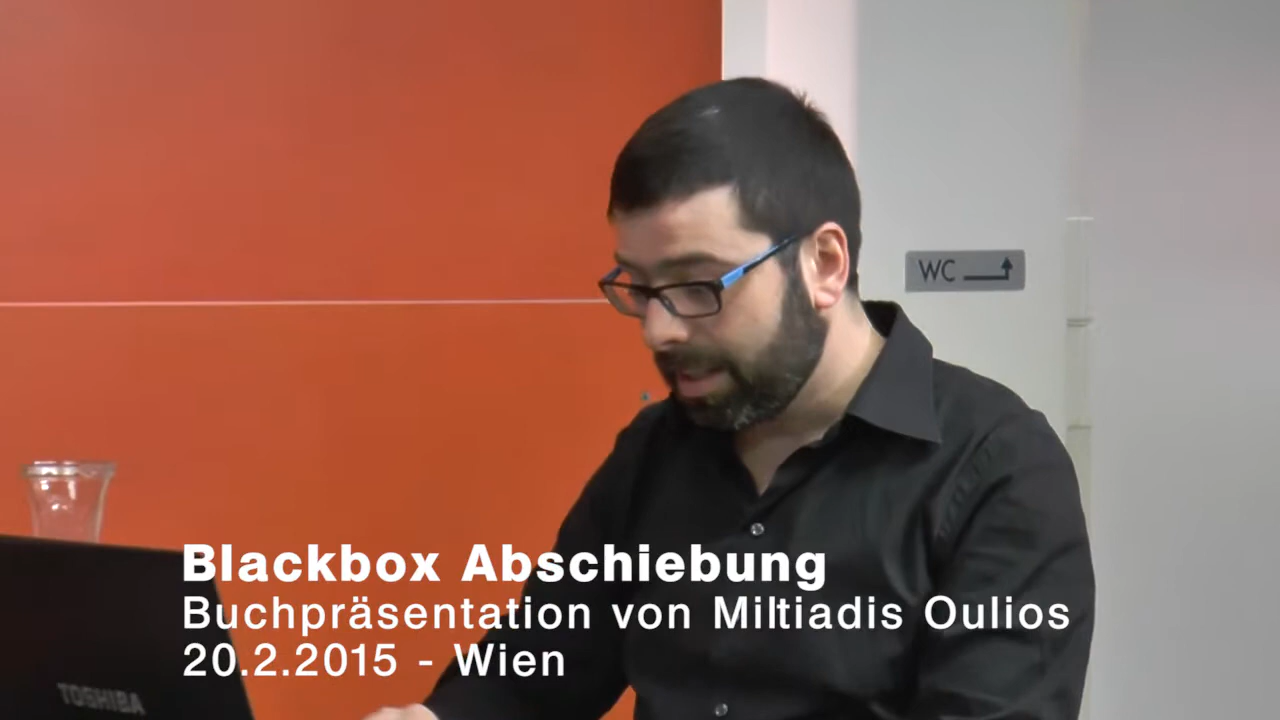 WC
Blackbox Abschiebung
Buchpräsentation von Miltiadis Oulios
20.2.2015 - Wien
TOSHIBA